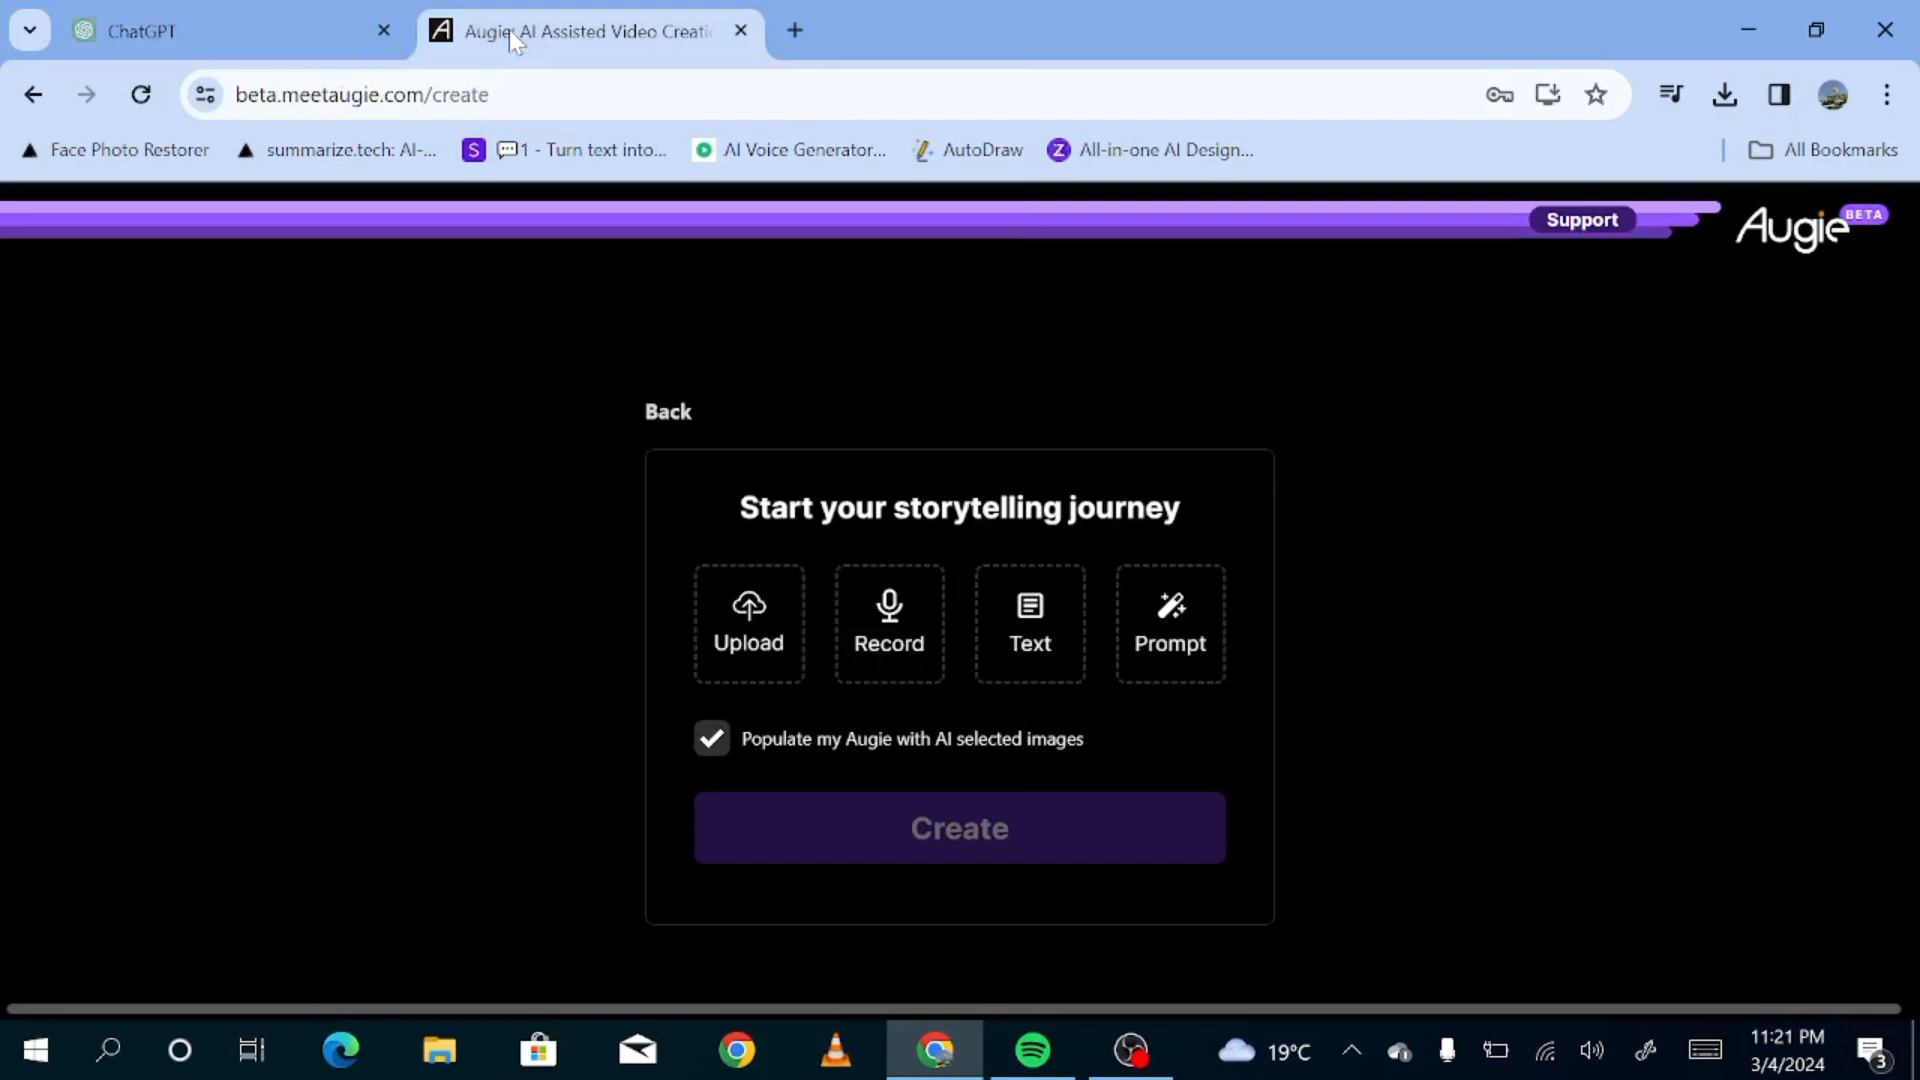 ChatGPT
Augie: AI Assisted Video Creati
beta.meetaugie.com/create
Face Photo Restorer
summarize.tech: AI-...
S
1 - Turn text into...
AI Voice Generator...
AutoDraw
Z
All-in-one AI Design...
All Bookmarks
Support
Augie BETA
Back
Start your storytelling journey
Upload
Record
Text
Prompt
Populate my Augie with AI selected images
Create
19°C
11:21 PM
3/4/2024
3